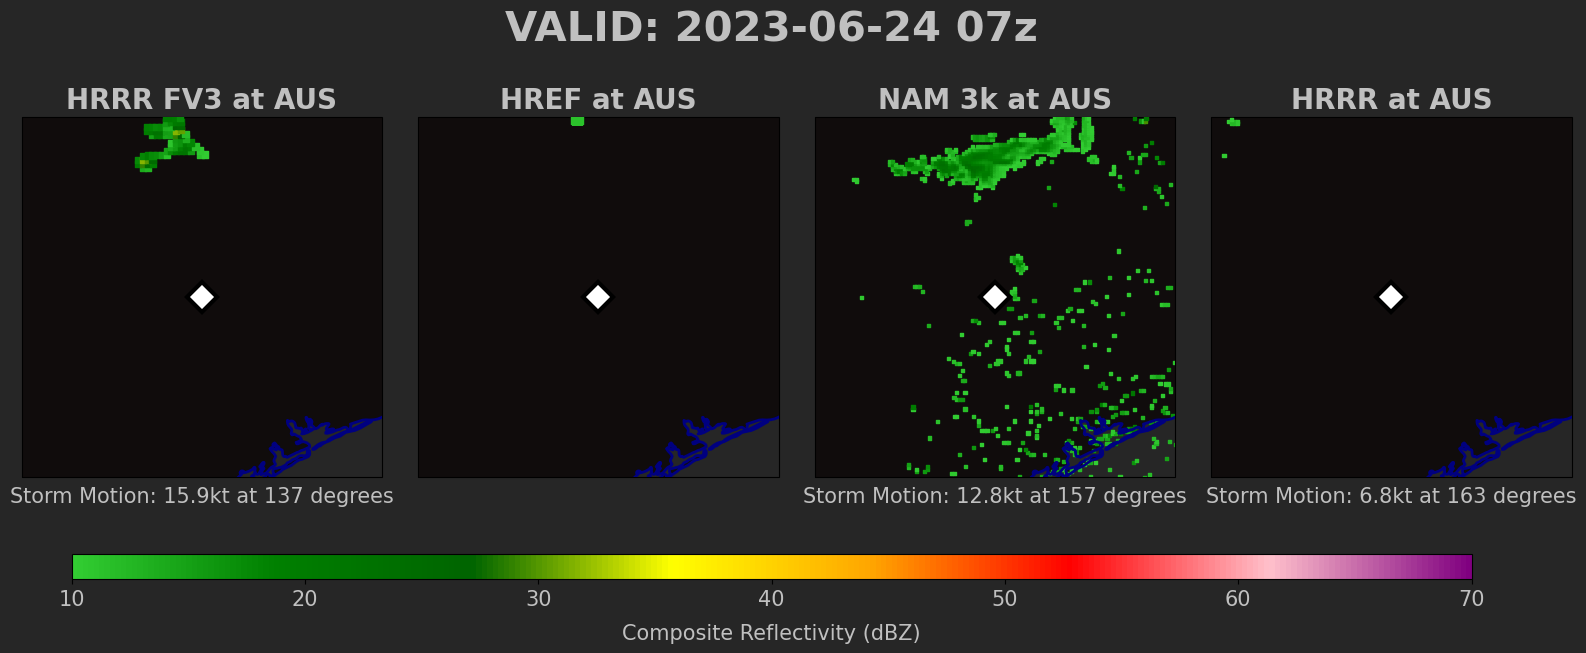 VALID: 2023-06-24 07z
HRRR FV3 at AUS
HREF at AUS
NAM 3k at AUS
HRRR at AUS
Storm Motion: 15.9kt at 137 degrees
Storm Motion: 12.8kt at 157 degrees
Storm Motion: 6.8kt at 163 degrees
10 20 30 40 50 60 70
Composite Reflectivity (dBZ)